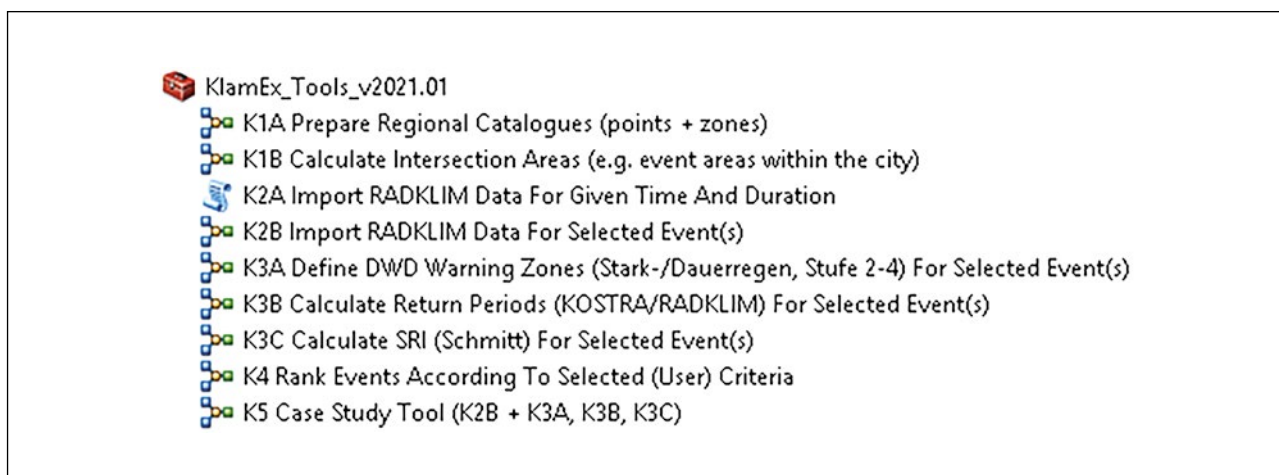 KlamEx_Tools_v2021.01
K1A Prepare Regional Catalogues (points + zones)
K1B Calculate Intersection Areas (e.g. event areas within the city)
K2A Import RADKLIM Data For Given Time And Duration
K2B Import RADKLIM Data For Selected Event(s)
K3A Define DWD Warning Zones (Stark-/Dauerregen, Stufe 2-4) For Selected Event(s)
K3B Calculate Return Periods (KOSTRA/RADKLIM) For Selected Event(s)
K3C Calculate SRI (Schmitt) For Selected Event(s)
K4 Rank Events According To Selected (User) Criteria
K5 Case Study Tool (K2B + K3A, K3B, K3C)